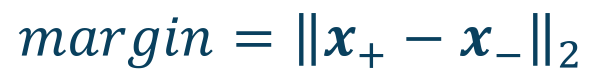 margin = ‖x₊ − x₋‖₂